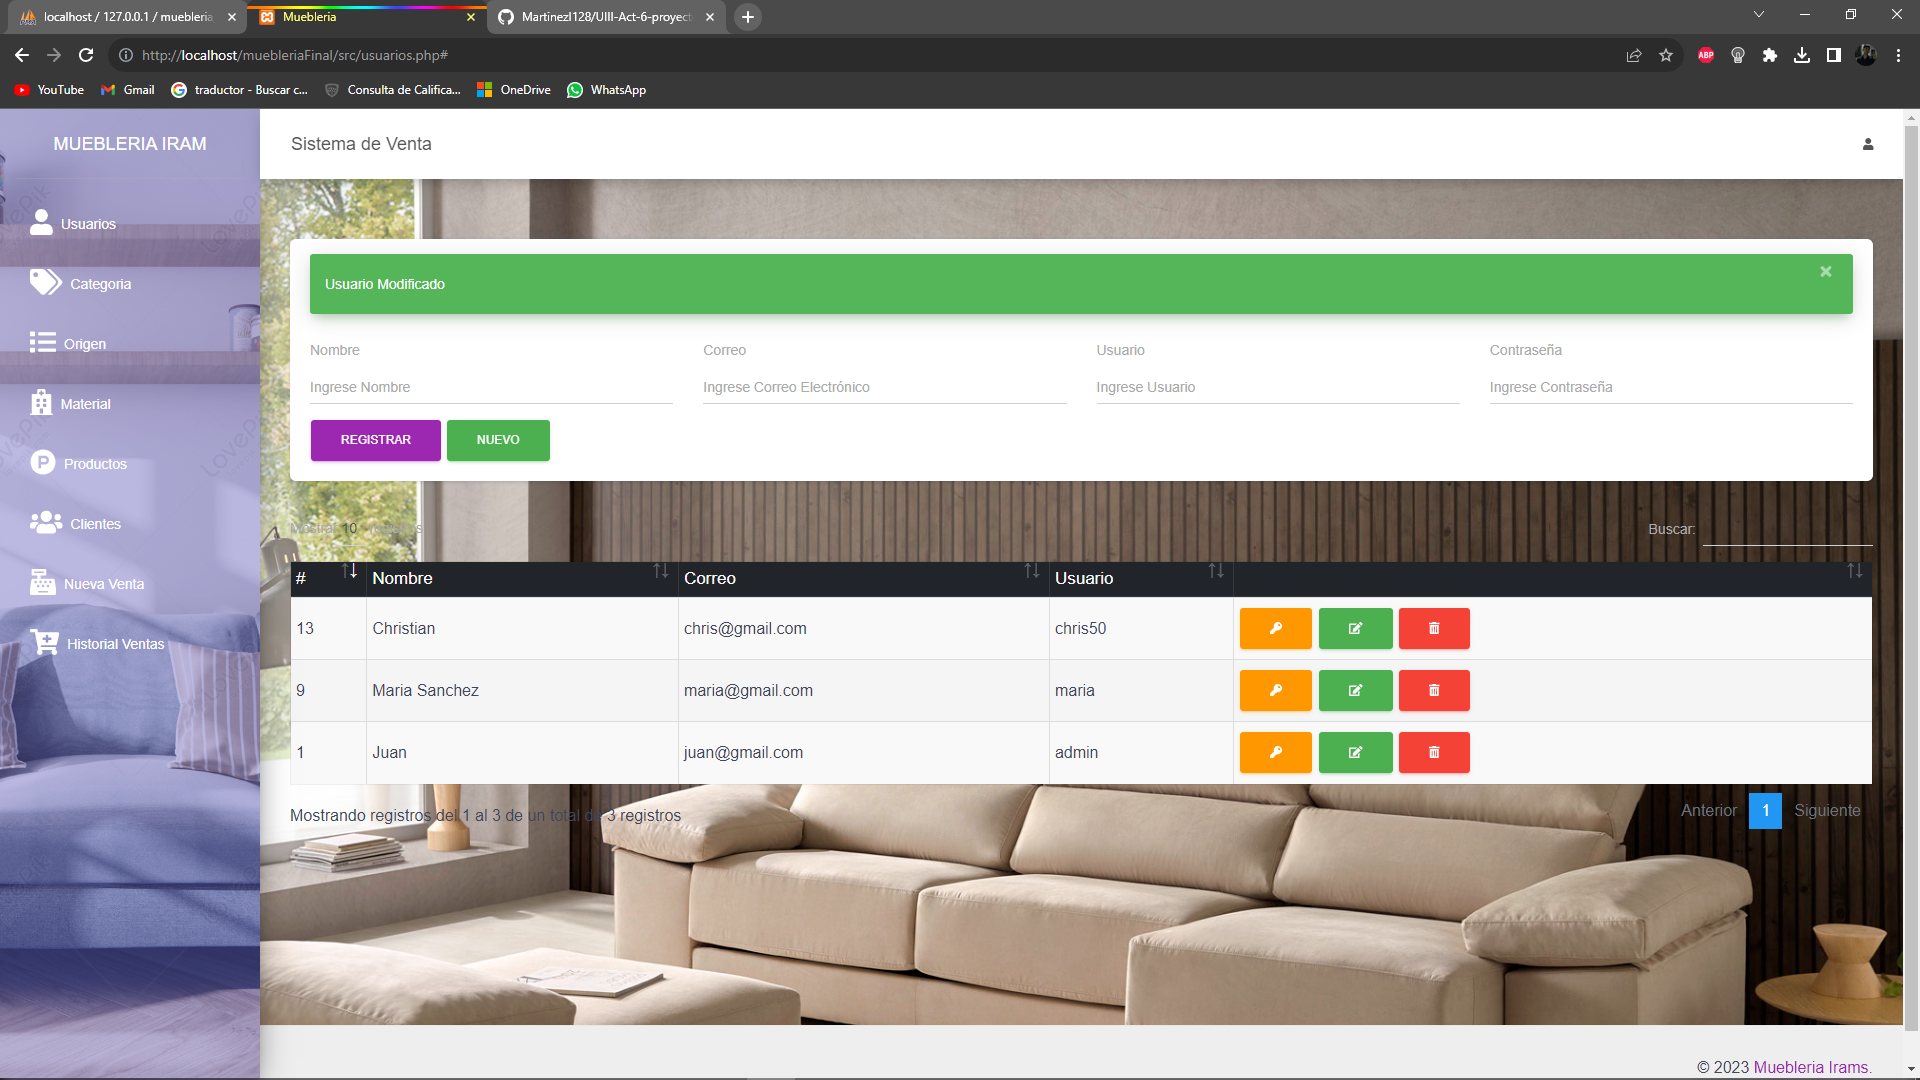 localhost / 127.0.0.1 / muebleria
Muebleria
MartinezI128/UIII-Act-6-proyect
http://localhost/muebleriaFinal/src/usuarios.php#
ABP
YouTube
Gmail
traductor - Buscar c...
Consulta de Califica...
OneDrive
WhatsApp
MUEBLERIA IRAM
Usuarios
Categoria
Origen
Material
Productos
Clientes
Nueva Venta
Historial Ventas
Sistema de Venta
Usuario Modificado
Nombre Correo Usuario Contraseña
Ingrese Nombre Ingrese Correo Electrónico Ingrese Usuario Ingrese Contraseña
REGISTRAR NUEVO
Mostrar 10 registros
Buscar:
# Nombre Correo Usuario
13 Christian chris@gmail.com chris50
9 Maria Sanchez maria@gmail.com maria
1 Juan juan@gmail.com admin
Mostrando registros del 1 al 3 de un total de 3 registros
Anterior 1 Siguiente
© 2023 Muebleria Irams.